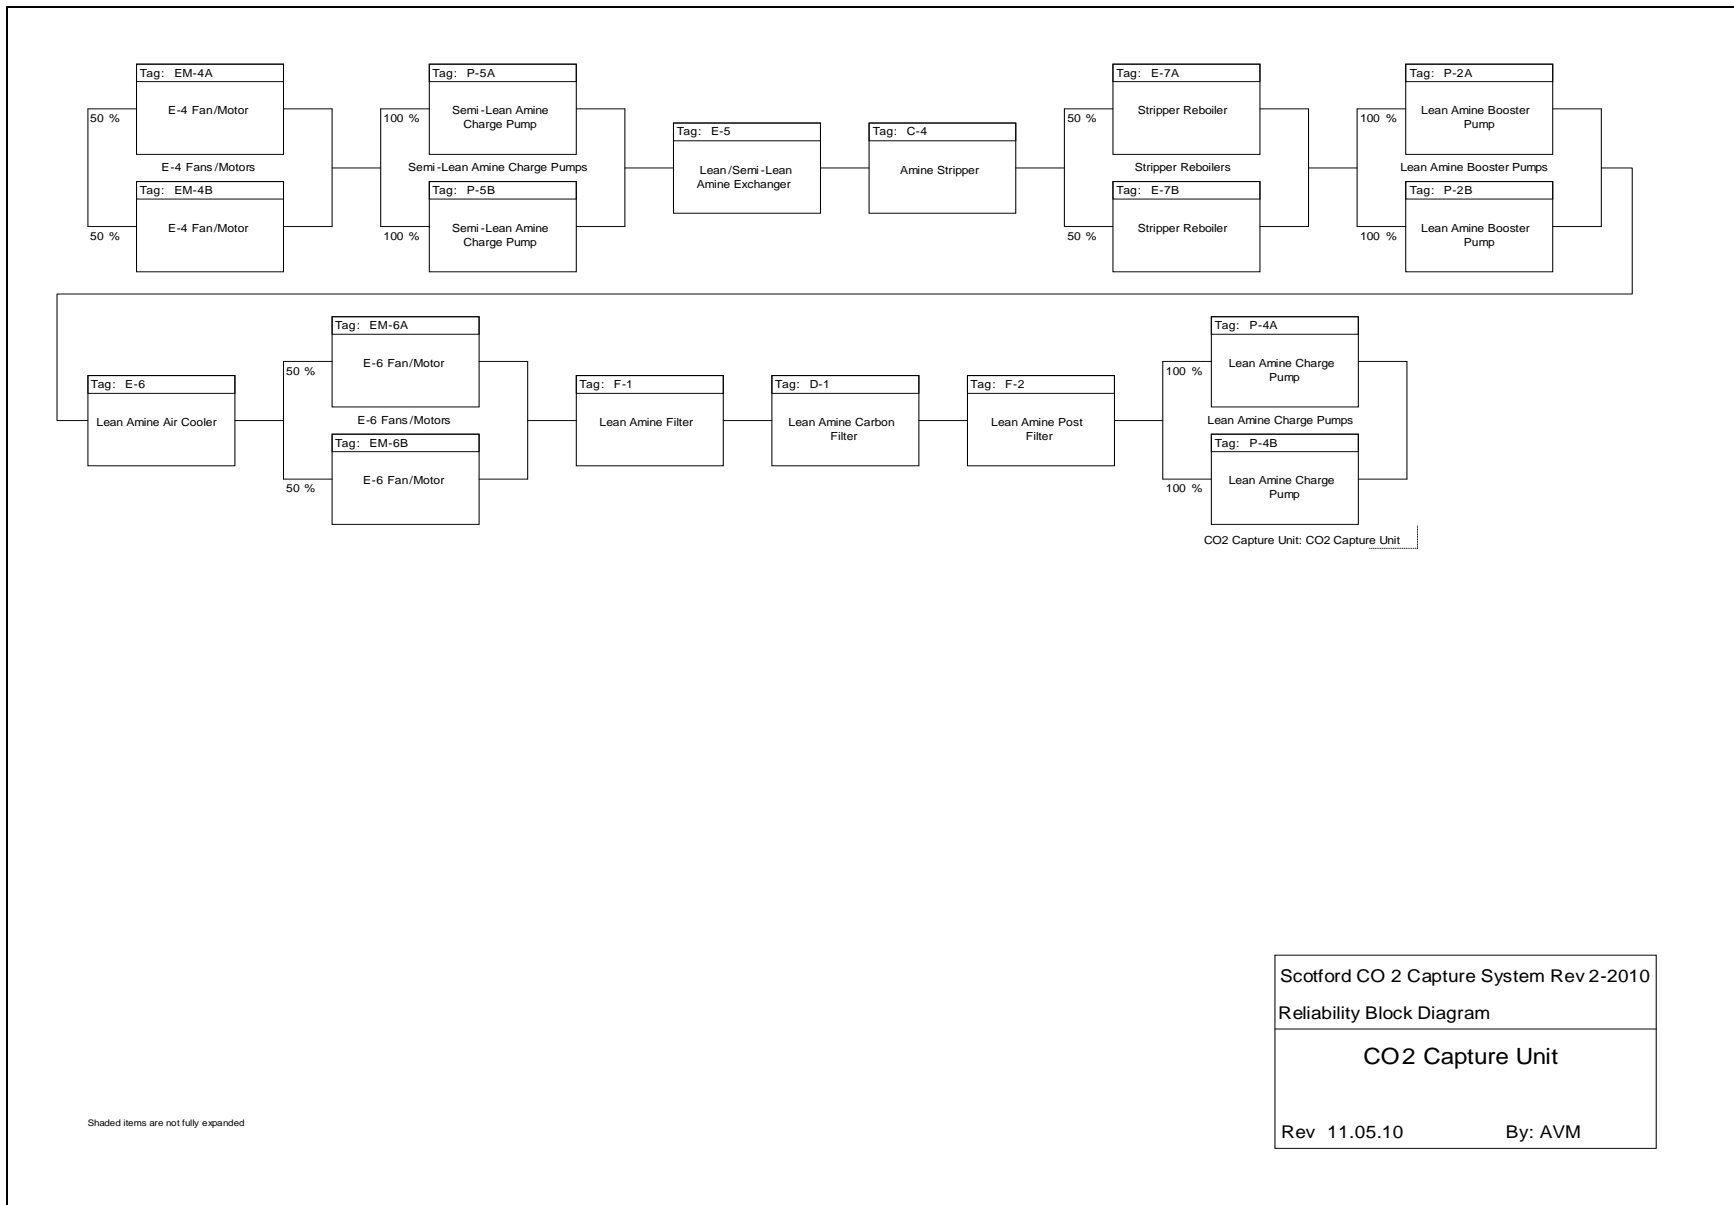 Tag: EM-4A
E-4 Fan/Motor
50 %
E-4 Fans/Motors
Tag: EM-4B
E-4 Fan/Motor
50 %
Tag: P-5A
Semi-Lean Amine
Charge Pump
100 %
Semi-Lean Amine Charge Pumps
Tag: P-5B
Semi-Lean Amine
Charge Pump
100 %
Tag: E-5
Lean/Semi-Lean
Amine Exchanger
Tag: C-4
Amine Stripper
Tag: E-7A
Stripper Reboiler
50 %
Stripper Reboilers
Tag: E-7B
Stripper Reboiler
50 %
Tag: P-2A
Lean Amine Booster
Pump
100 %
Lean Amine Booster Pumps
Tag: P-2B
Lean Amine Booster
Pump
100 %
Tag: E-6
Lean Amine Air Cooler
Tag: EM-6A
E-6 Fan/Motor
50 %
E-6 Fans/Motors
Tag: EM-6B
E-6 Fan/Motor
50 %
Tag: F-1
Lean Amine Filter
Tag: D-1
Lean Amine Carbon
Filter
Tag: F-2
Lean Amine Post
Filter
Tag: P-4A
Lean Amine Charge
Pump
100 %
Lean Amine Charge Pumps
Tag: P-4B
Lean Amine Charge
Pump
100 %
CO2 Capture Unit: CO2 Capture Unit
Scotford CO 2 Capture System Rev 2-2010
Reliability Block Diagram
CO2 Capture Unit
Rev 11.05.10 By: AVM
Shaded items are not fully expanded